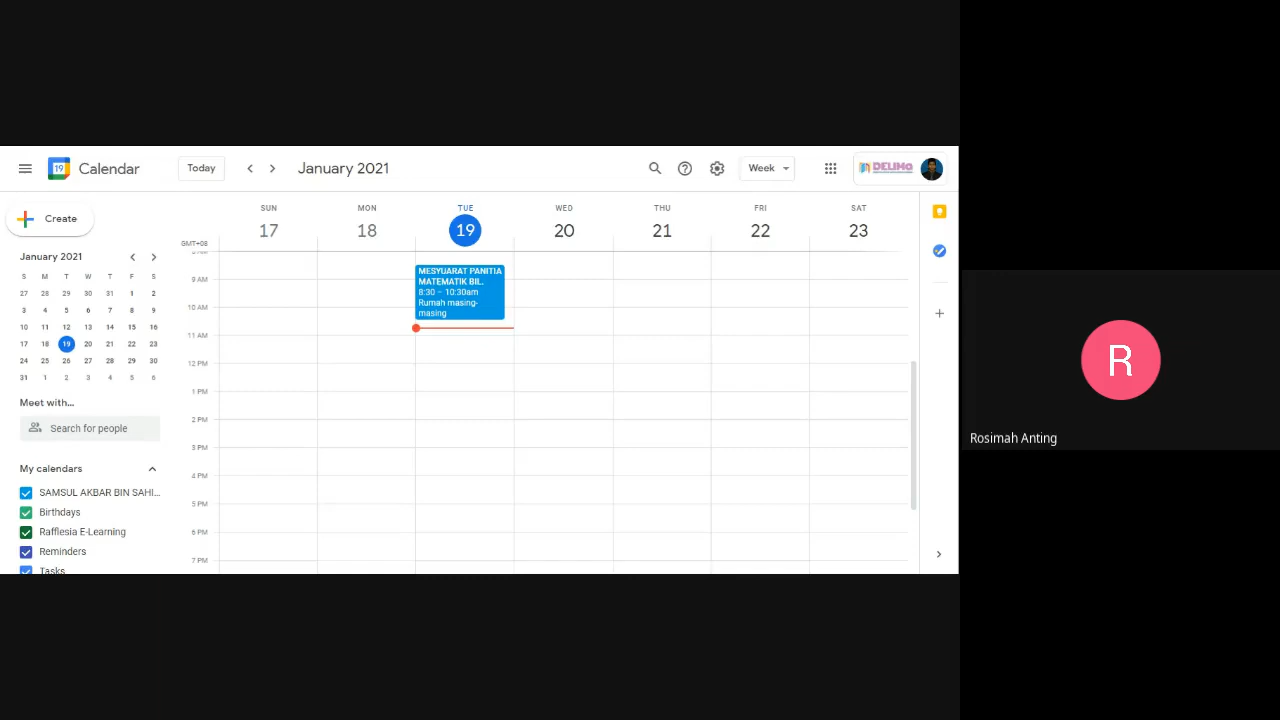 Calendar
Today
January 2021
Week
DELIMa
Create
January 2021
S M T W T F S
27 28 29 30 31 1 2
3 4 5 6 7 8 9
10 11 12 13 14 15 16
17 18 19 20 21 22 23
24 25 26 27 28 29 30
31 1 2 3 4 5 6
Meet with...
Search for people
My calendars
SAMSUL AKBAR BIN SAHI...
Birthdays
Rafflesia E-Learning
Reminders
Tasks
SUN MON TUE WED THU FRI SAT
17 18 19 20 21 22 23
GMT+08
MESYUARAT PANITIA
MATEMATIK BIL.
8:30 – 10:30am
Rumah masing-
masing
9 AM
10 AM
11 AM
12 PM
1 PM
2 PM
3 PM
4 PM
5 PM
6 PM
7 PM
R
Rosimah Anting